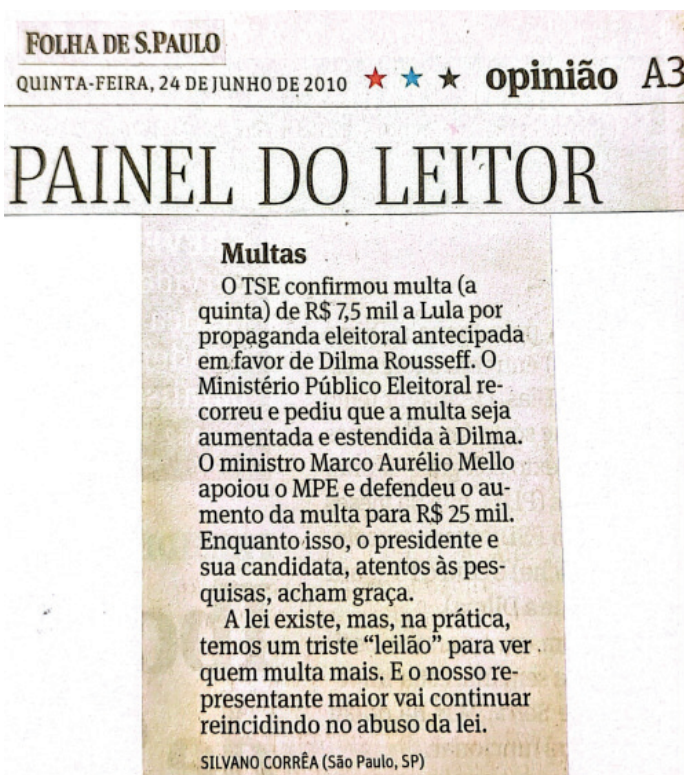 FOLHA DE S.PAULO
QUINTA-FEIRA, 24 DE JUNHO DE 2010 ★ ★ ★ opinião A3
PAINEL DO LEITOR
Multas
O TSE confirmou multa (a
quinta) de R$ 7,5 mil a Lula por
propaganda eleitoral antecipada
em favor de Dilma Rousseff. O
Ministério Público Eleitoral re-
correu e pediu que a multa seja
aumentada e estendida à Dilma.
O ministro Marco Aurélio Mello
apoiou o MPE e defendeu o au-
mento da multa para R$ 25 mil.
Enquanto isso, o presidente e
sua candidata, atentos às pes-
quisas, acham graça.
A lei existe, mas, na prática,
temos um triste “leilão” para ver
quem multa mais. E o nosso re-
presentante maior vai continuar
reincidindo no abuso da lei.
SILVANO CORRÊA (São Paulo, SP)